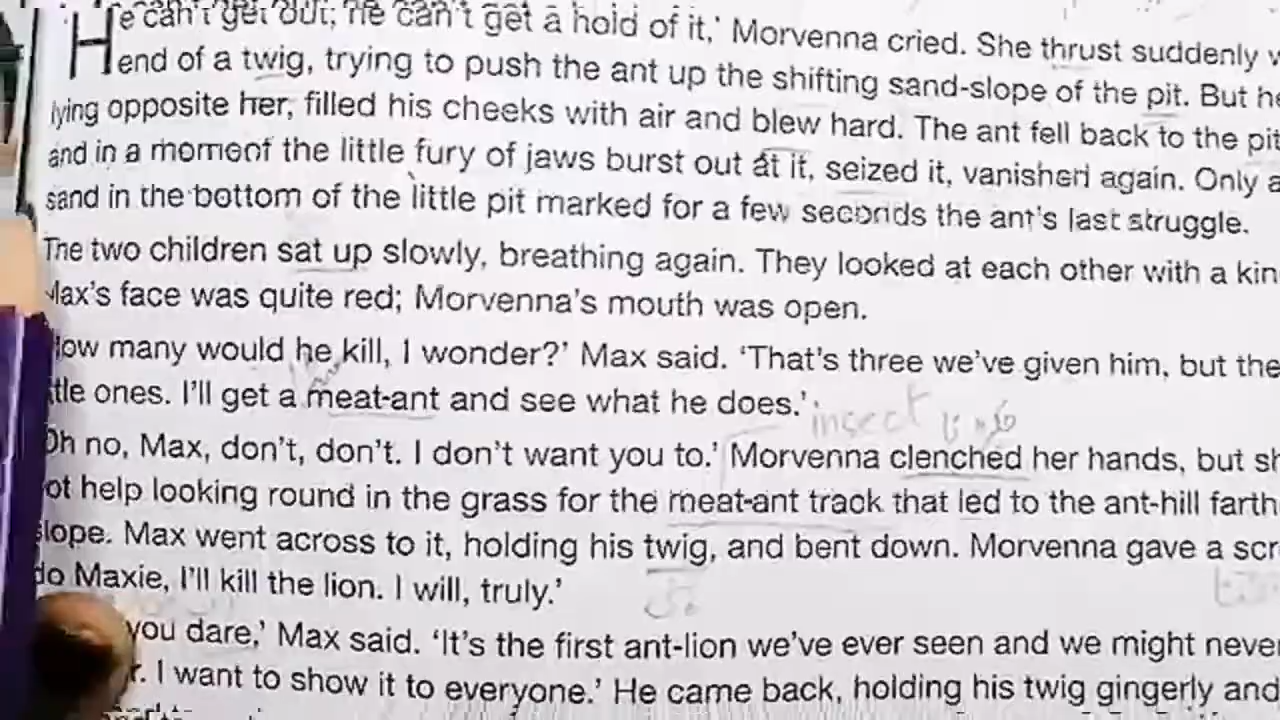 He can't get out; he can't get a hold of it,' Morvenna cried. She thrust suddenly
end of a twig, trying to push the ant up the shifting sand-slope of the pit. But he
lying opposite her, filled his cheeks with air and blew hard. The ant fell back to the pit
and in a moment the little fury of jaws burst out at it, seized it, vanished again. Only a
sand in the bottom of the little pit marked for a few seconds the ant's last struggle.
The two children sat up slowly, breathing again. They looked at each other with a kin
Max's face was quite red; Morvenna's mouth was open.
How many would he kill, I wonder?' Max said. 'That's three we've given him, but the
ttle ones. I'll get a meat-ant and see what he does.'
insect
Oh no, Max, don't, don't. I don't want you to.' Morvenna clenched her hands, but sh
ot help looking round in the grass for the meat-ant track that led to the ant-hill farth
slope. Max went across to it, holding his twig, and bent down. Morvenna gave a scr
do Maxie, I'll kill the lion. I will, truly.'
you dare,' Max said. 'It's the first ant-lion we've ever seen and we might never
r. I want to show it to everyone.' He came back, holding his twig gingerly and